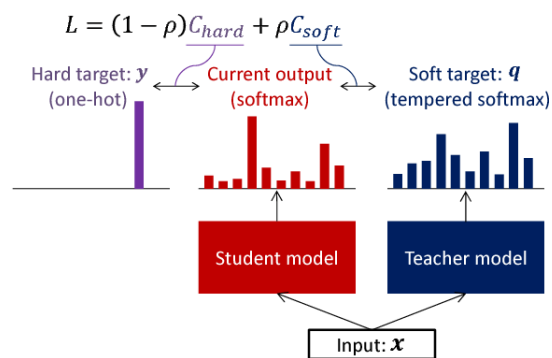 L = (1 − ρ)C_hard + ρC_soft
Hard target: y
(one-hot)
Current output
(softmax)
Soft target: q
(tempered softmax)
Student model
Teacher model
Input: x